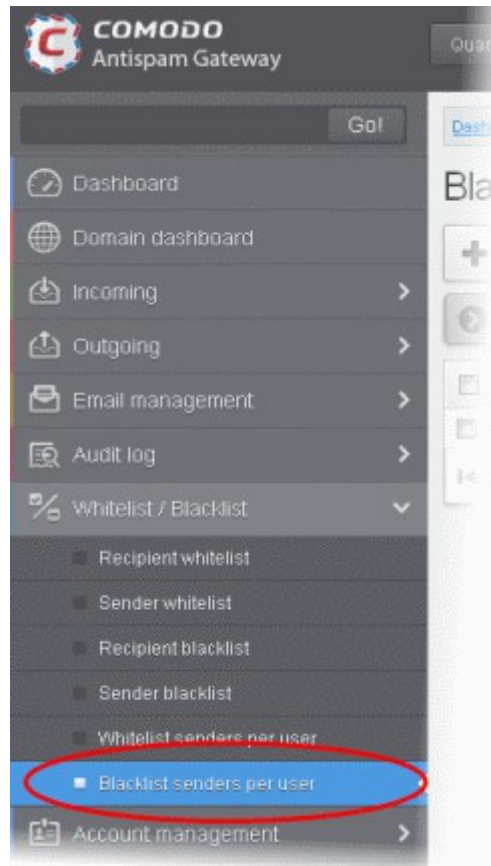 COMODO
Antispam Gateway
Go!
Dashboard
Bla
Domain dashboard
Incoming
Outgoing
Email management
Audit log
Whitelist / Blacklist
Recipient whitelist
Sender whitelist
Recipient blacklist
Sender blacklist
Whitelist senders per user
Blacklist senders per user
Account management